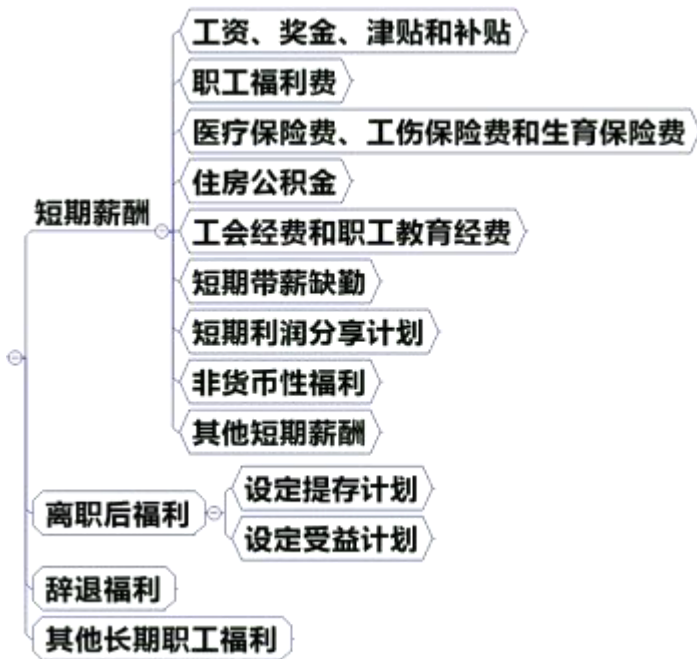 工资、奖金、津贴和补贴
职工福利费
医疗保险费、工伤保险费和生育保险费
住房公积金
短期薪酬
工会经费和职工教育经费
短期带薪缺勤
短期利润分享计划
非货币性福利
其他短期薪酬
设定提存计划
离职后福利
设定受益计划
辞退福利
其他长期职工福利